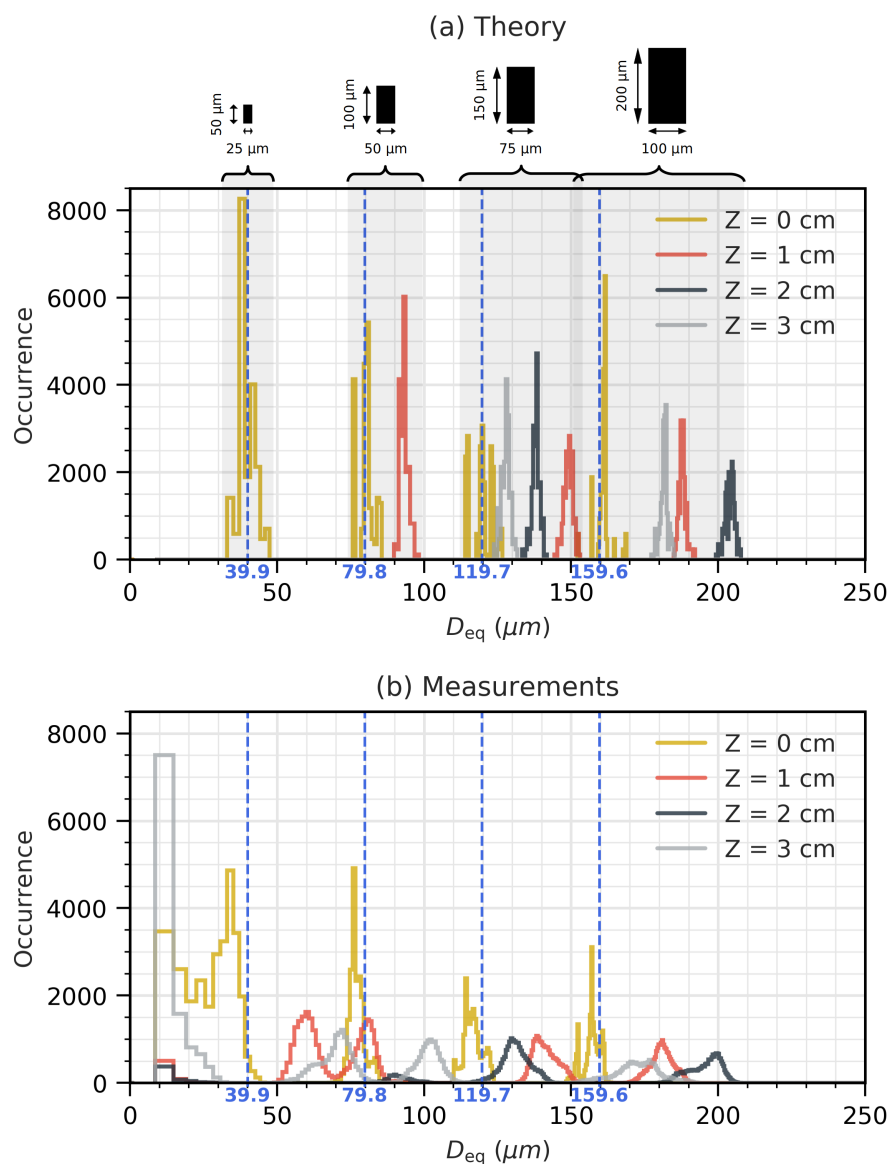 (a) Theory
50 μm
25 μm
100 μm
50 μm
150 μm
75 μm
200 μm
100 μm
Occurrence
8000
6000
4000
2000
0
Z = 0 cm
Z = 1 cm
Z = 2 cm
Z = 3 cm
39.9 79.8 119.7 159.6
0 50 100 150 200 250
Deq (μm)
(b) Measurements
Occurrence
8000
6000
4000
2000
0
Z = 0 cm
Z = 1 cm
Z = 2 cm
Z = 3 cm
39.9 79.8 119.7 159.6
0 50 100 150 200 250
Deq (μm)